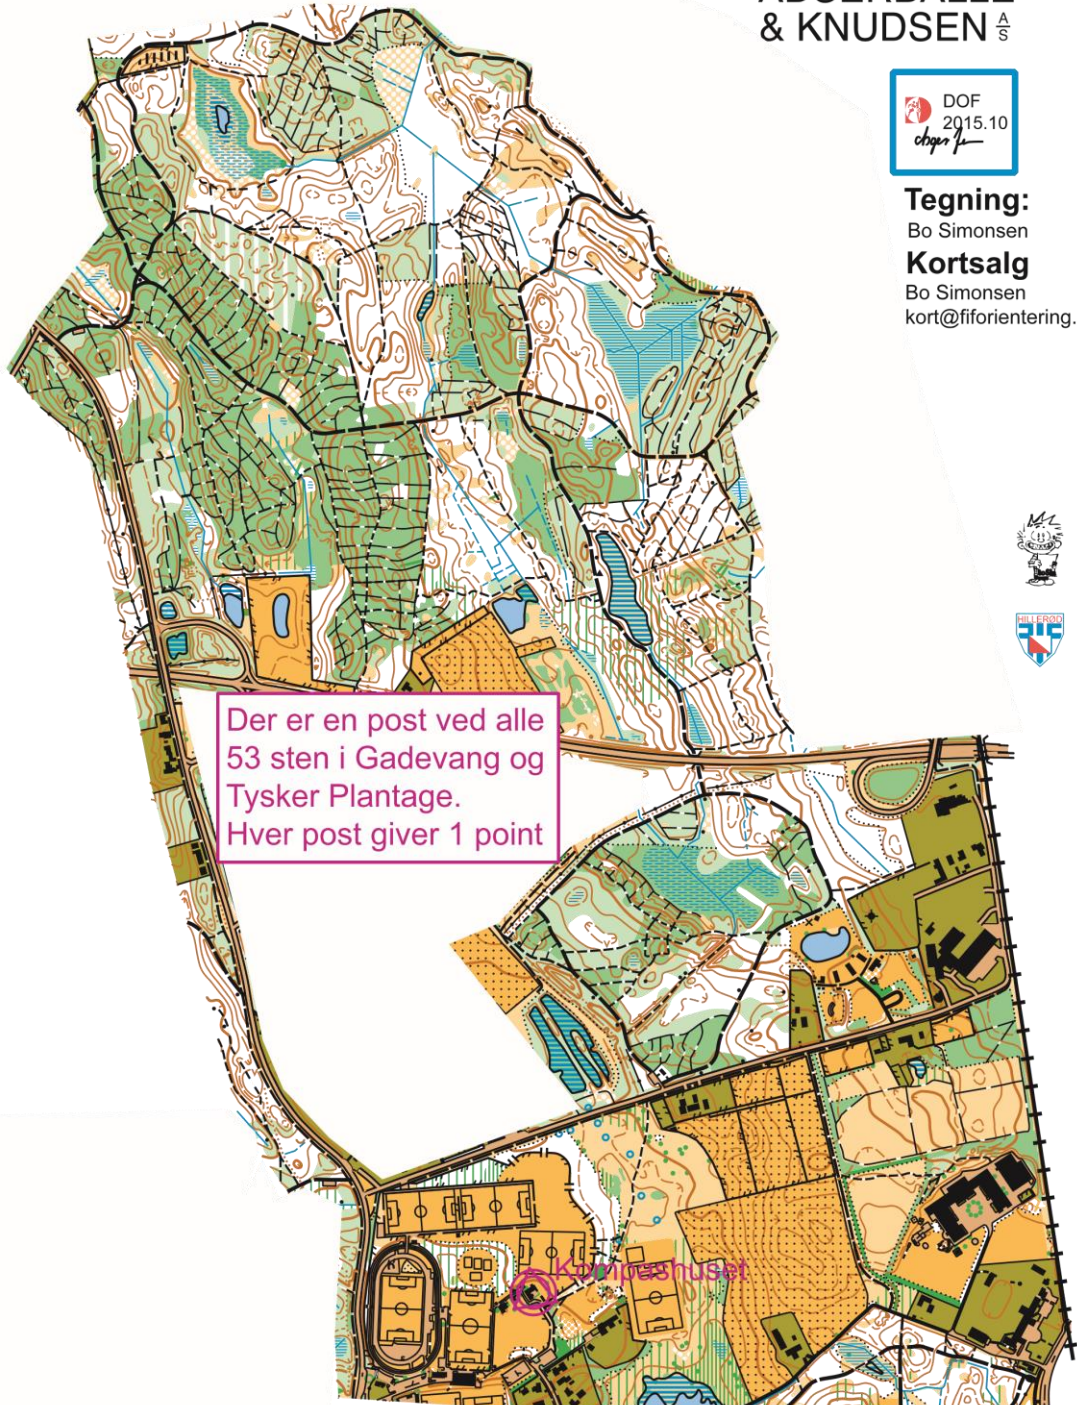 & KNUDSEN A/S
DOF
2015.10
Tegning:
Bo Simonsen
Kortsalg
Bo Simonsen
kort@fiforientering.
HILLERØD
Der er en post ved alle
53 sten i Gadevang og
Tysker Plantage.
Hver post giver 1 point
Kompashuset